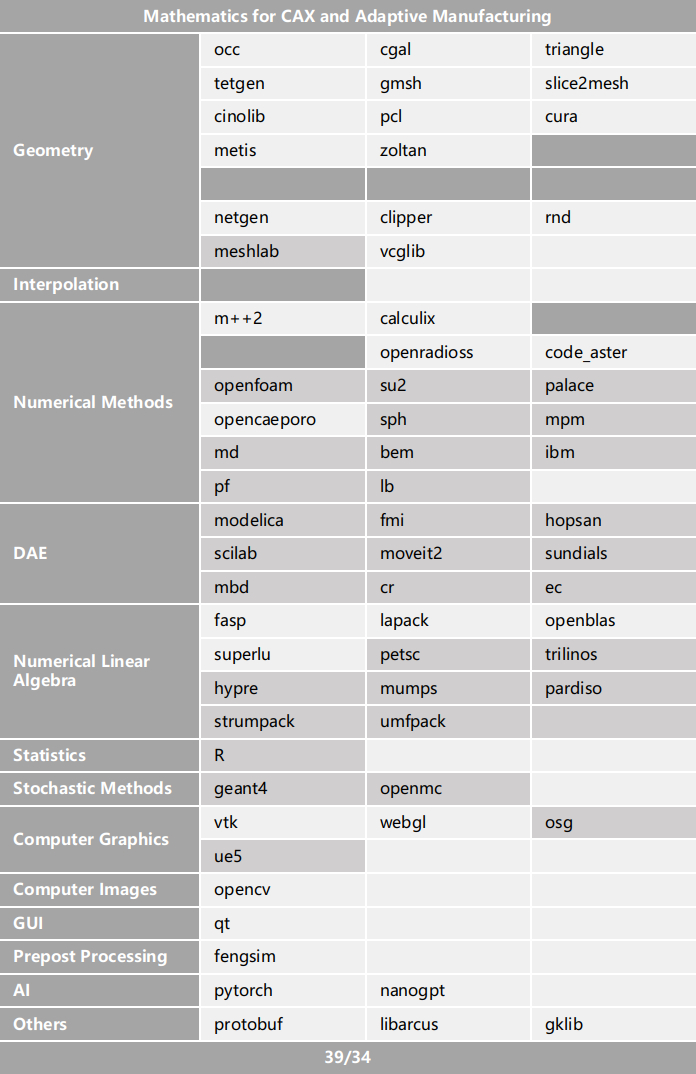 Mathematics for CAX and Adaptive Manufacturing
Geometry
occ cgal triangle
tetgen gmsh slice2mesh
cinolib pcl cura
metis zoltan
netgen clipper rnd
meshlab vcglib
Interpolation
Numerical Methods
m++2 calculix
openradioss code_aster
openfoam su2 palace
opencaeporo sph mpm
md bem ibm
pf lb
DAE
modelica fmi hopsan
scilab moveit2 sundials
mbd cr ec
Numerical Linear
Algebra
fasp lapack openblas
superlu petsc trilinos
hypre mumps pardiso
strumpack umfpack
Statistics R
Stochastic Methods geant4 openmc
Computer Graphics
vtk webgl osg
ue5
Computer Images opencv
GUI qt
Prepost Processing fengsim
AI pytorch nanogpt
Others protobuf libarcus gklib
39/34